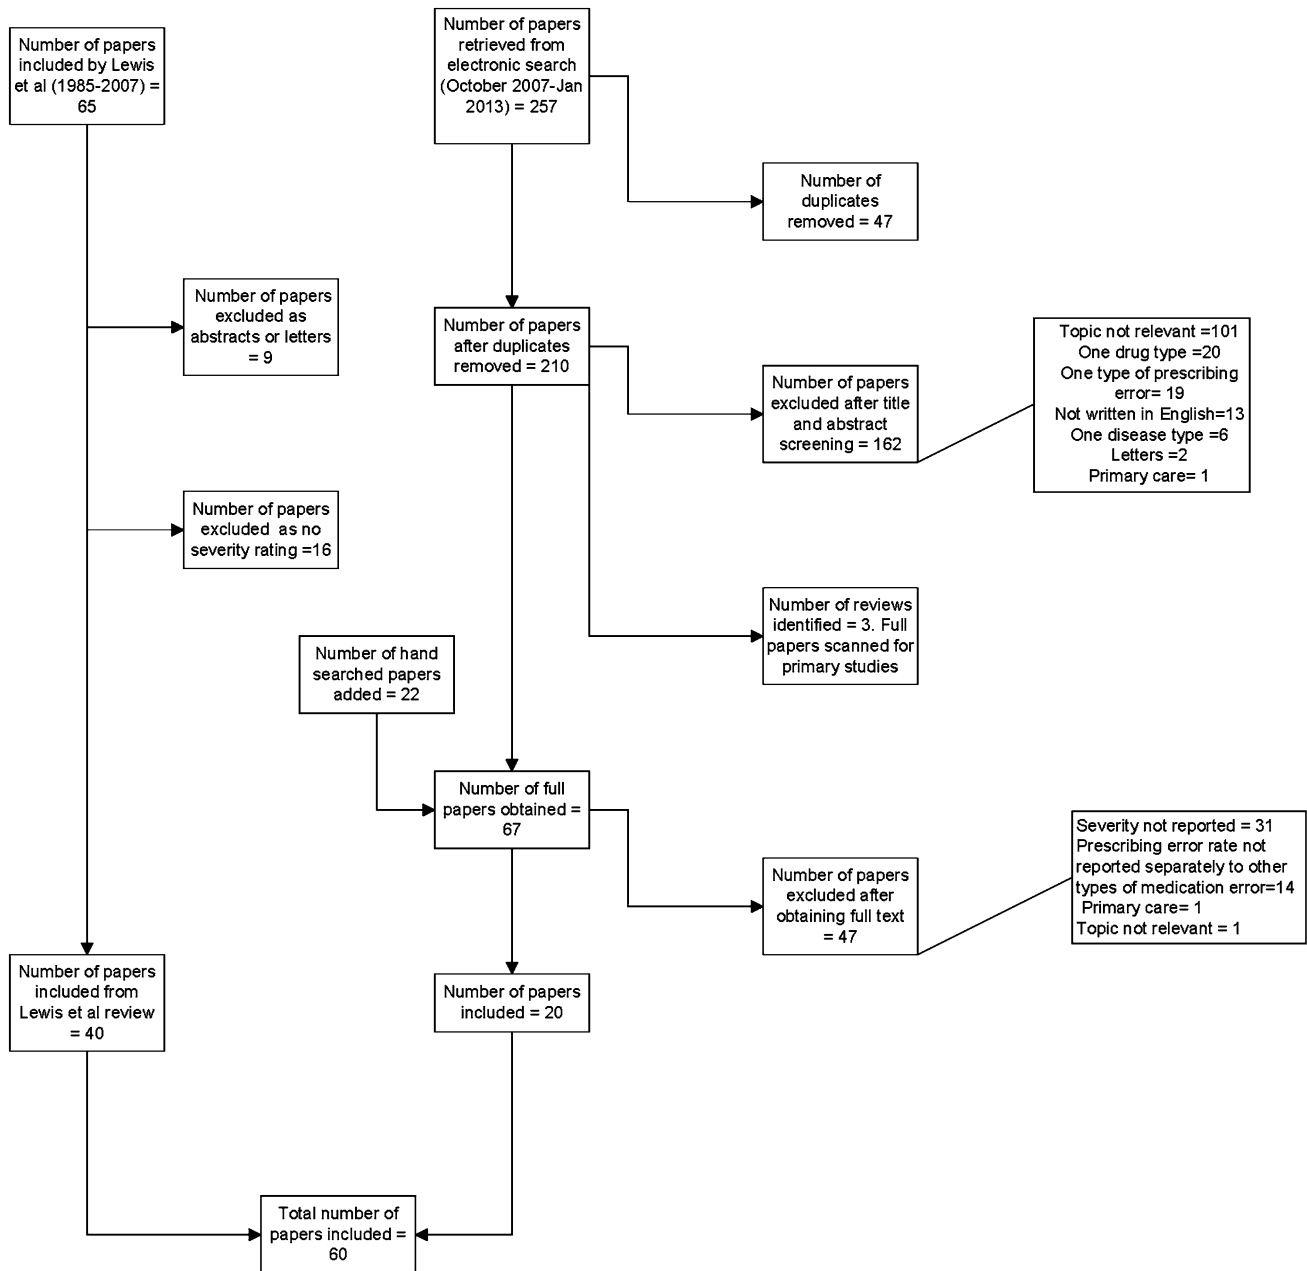 Number of papers
included by Lewis
et al (1985-2007) =
65
Number of papers
retrieved from
electronic search
(October 2007-Jan
2013) = 257
Number of
duplicates
removed = 47
Number of papers
excluded as
abstracts or letters
= 9
Number of papers
after duplicates
removed = 210
Number of papers
excluded after title
and abstract
screening = 162
Topic not relevant =101
One drug type =20
One type of prescribing
error= 19
Not written in English=13
One disease type =6
Letters =2
Primary care= 1
Number of papers
excluded as no
severity rating =16
Number of reviews
identified = 3. Full
papers scanned for
primary studies
Number of hand
searched papers
added = 22
Number of full
papers obtained =
67
Number of papers
excluded after
obtaining full text
= 47
Severity not reported = 31
Prescribing error rate not
reported separately to other
types of medication error=14
Primary care= 1
Topic not relevant = 1
Number of papers
included from
Lewis et al review
= 40
Number of papers
included = 20
Total number of
papers included =
60